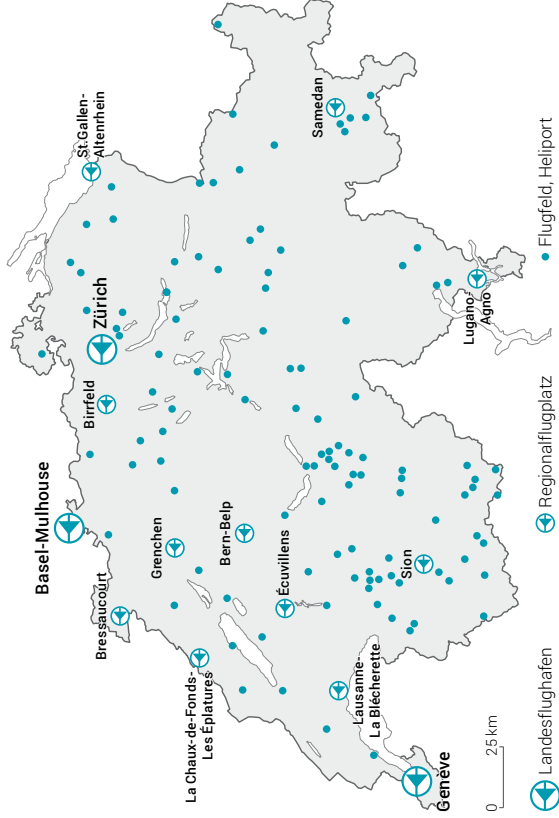 St.Gallen-
Altenrhein
Basel-Mulhouse
Zürich
Birrfeld
Bressaucourt
Grenchen
Samedan
La Chaux-de-Fonds-
Les Éplatures
Bern-Belp
Écuvillens
Lausanne-
La Blécherette
Sion
Lugano-
Agno
Genève
0 25 km
Landesflughafen
Regionalflugplatz
Flugfeld, Heliport